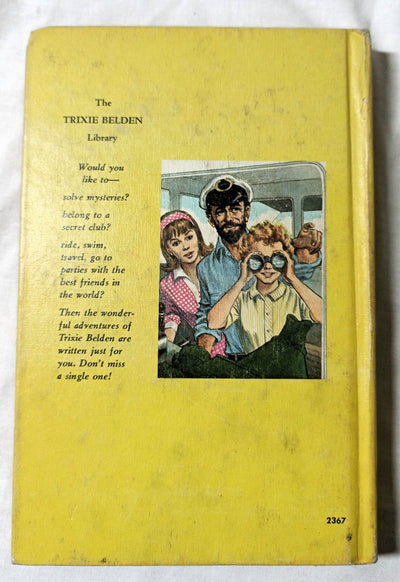 The
TRIXIE BELDEN
Library
Would you
like to—
solve mysteries?
belong to a
secret club?
ride, swim,
travel, go to
parties with the
best friends in
the world?
Then the wonder-
ful adventures of
Trixie Belden are
written just for
you. Don't miss
a single one!
2367